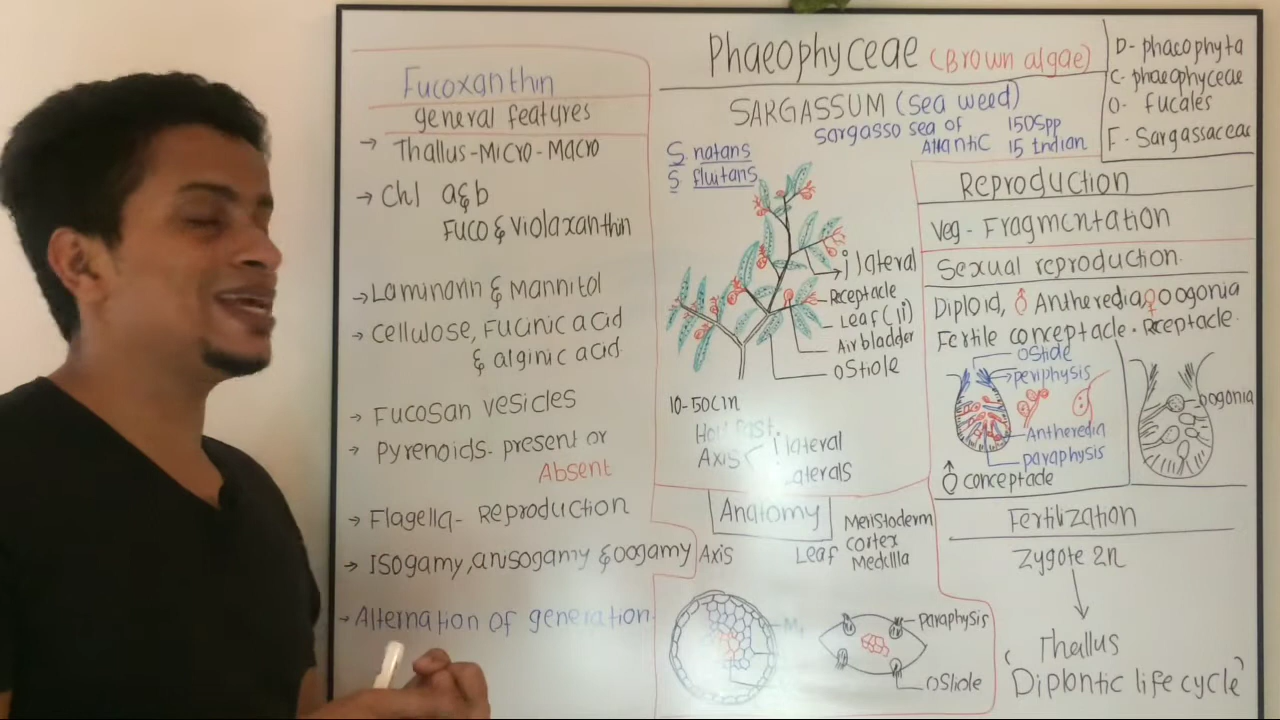 Phaeophyceae (Brown algae)
D- phaeophyta
C- phaeophyceae
O- Fucales
F- Sargassaceae
Fucoxanthin
general features
→ Thallus-Micro-Macro
→ Chl a&b
Fuco & Violaxanthin
→ Laminarin & Mannitol
→ Cellulose, Fucinic acid
& alginic acid
→ Fucosan vesicles
→ Pyrenoids- present or
Absent
→ Flagella- Reproduction
→ Isogamy, anisogamy & oogamy
→ Alternation of generation
SARGASSUM (sea weed)
Sargasso sea of
Atlantic
150spp
15 Indian
S natans
S fluitans
i lateral
Receptacle
Leaf (ii)
Air bladder
Ostiole
10-50cm
Axis
i lateral
laterals
Anatomy
Axis
Leaf
Meristoderm
cortex
Medulla
M
paraphysis
Ostiole
Reproduction
Veg- Fragmentation
Sexual reproduction.
Diploid, ♂ Antheredia, ♀ oogonia
Fertile conceptacle. Receptacle.
Ostiole
periphysis
Antheredia
paraphysis
♂ conceptacle
oogonia
Fertilization
Zygote 2n
Thallus
(Diplontic life cycle)